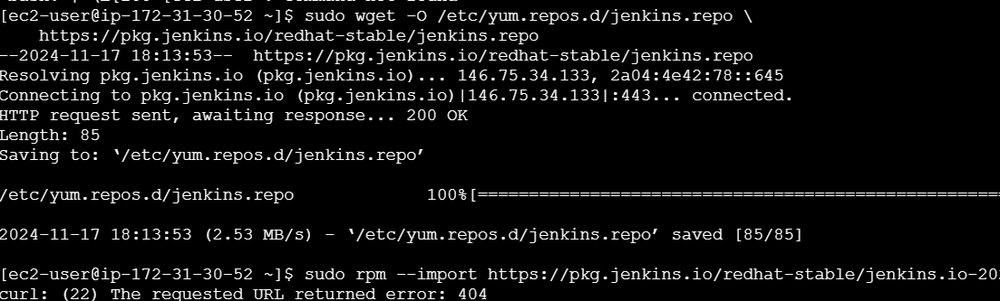 [ec2-user@ip-172-31-30-52 ~]$ sudo wget -O /etc/yum.repos.d/jenkins.repo \
    https://pkg.jenkins.io/redhat-stable/jenkins.repo
--2024-11-17 18:13:53--  https://pkg.jenkins.io/redhat-stable/jenkins.repo
Resolving pkg.jenkins.io (pkg.jenkins.io)... 146.75.34.133, 2a04:4e42:78::645
Connecting to pkg.jenkins.io (pkg.jenkins.io)|146.75.34.133|:443... connected.
HTTP request sent, awaiting response... 200 OK
Length: 85
Saving to: ‘/etc/yum.repos.d/jenkins.repo’
/etc/yum.repos.d/jenkins.repo             100%[===================================================
2024-11-17 18:13:53 (2.53 MB/s) - ‘/etc/yum.repos.d/jenkins.repo’ saved [85/85]
[ec2-user@ip-172-31-30-52 ~]$ sudo rpm --import https://pkg.jenkins.io/redhat-stable/jenkins.io-20
curl: (22) The requested URL returned error: 404